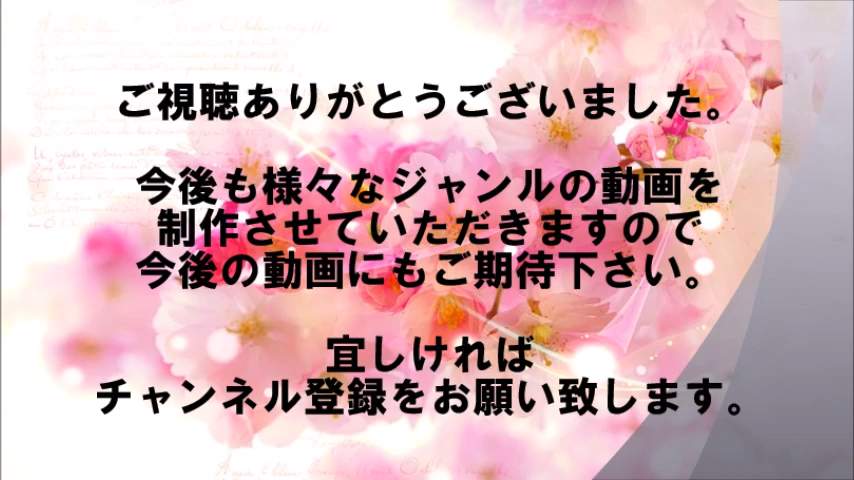 ご視聴ありがとうございました。
今後も様々なジャンルの動画を
制作させていただきますので
今後の動画にもご期待下さい。
宜しければ
チャンネル登録をお願い致します。